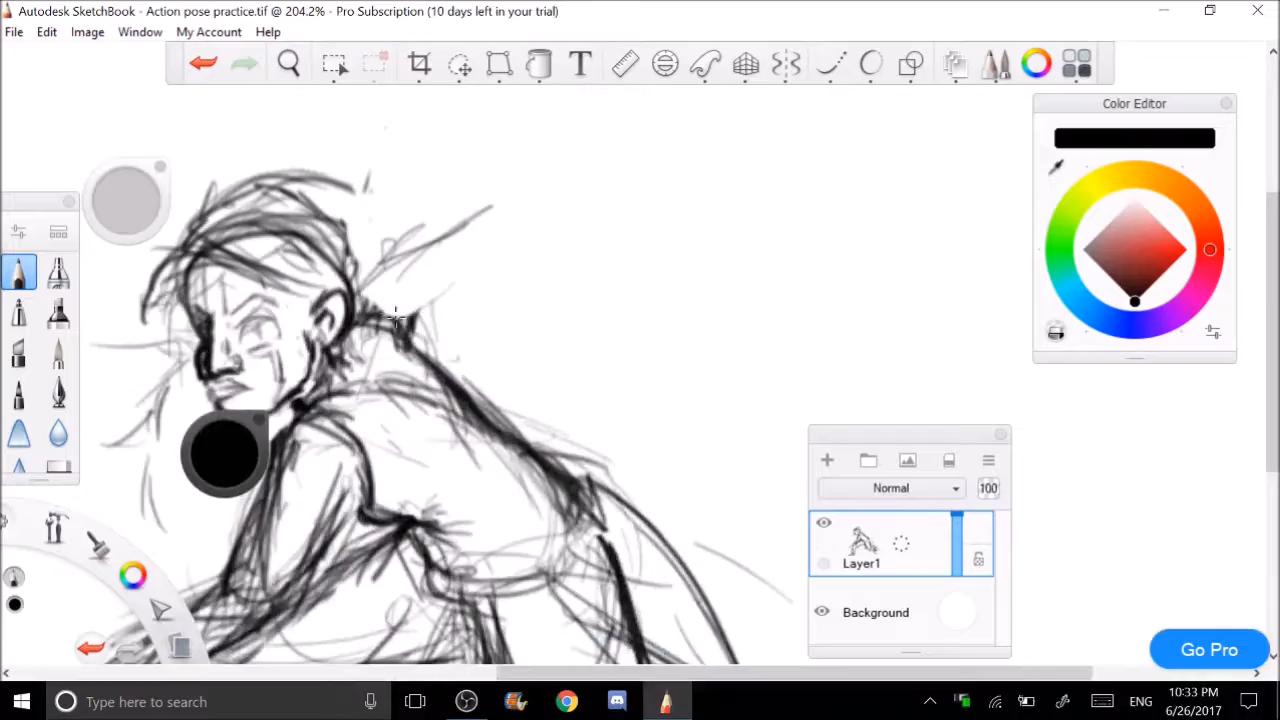 Autodesk SketchBook - Action pose practice.tif @ 204.2% - Pro Subscription (10 days left in your trial)
File Edit Image Window My Account Help
T
Color Editor
Normal 100
Layer1
Background
Go Pro
Type here to search
ENG
10:33 PM
6/26/2017